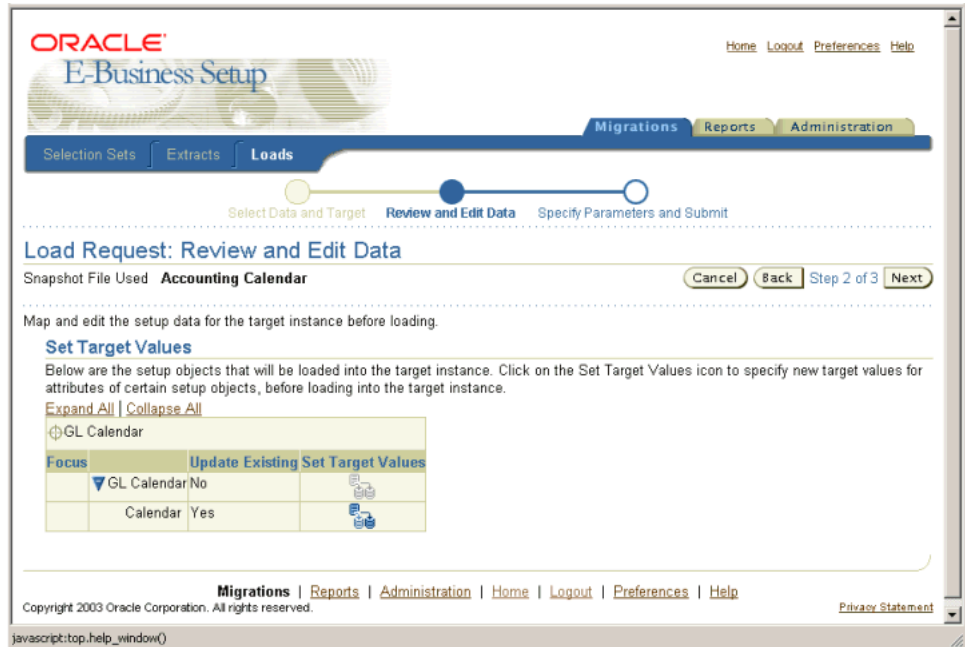 ORACLE
E-Business Setup
Home Logout Preferences Help
Migrations Reports Administration
Selection Sets Extracts Loads
Select Data and Target Review and Edit Data Specify Parameters and Submit
Load Request: Review and Edit Data
Snapshot File Used Accounting Calendar
Cancel Back Step 2 of 3 Next
Map and edit the setup data for the target instance before loading.
Set Target Values
Below are the setup objects that will be loaded into the target instance. Click on the Set Target Values icon to specify new target values for
attributes of certain setup objects, before loading into the target instance.
Expand All | Collapse All
GL Calendar
Focus Update Existing Set Target Values
GL Calendar No
Calendar Yes
Migrations | Reports | Administration | Home | Logout | Preferences | Help
Copyright 2003 Oracle Corporation. All rights reserved.
Privacy Statement
javascript:top.help_window()